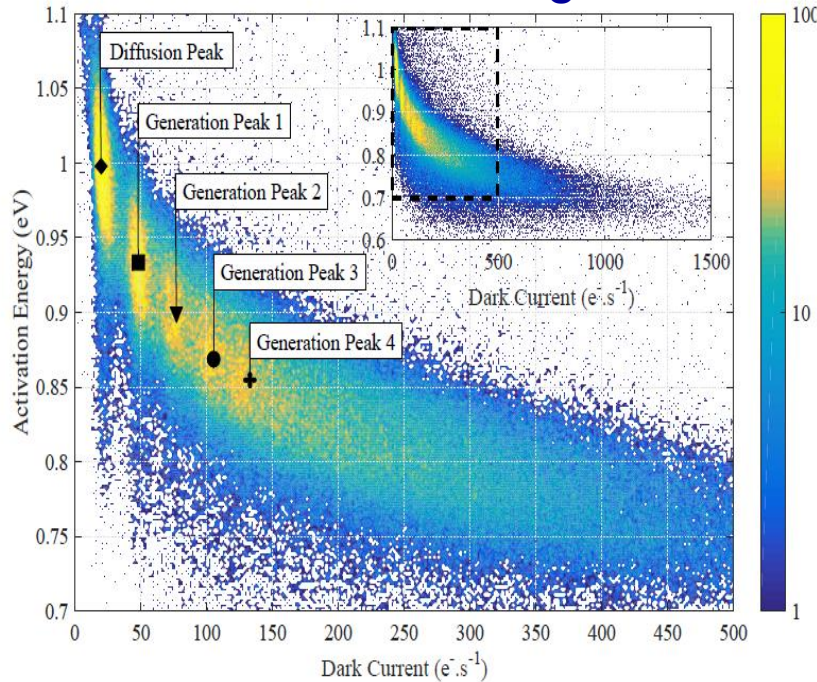 1.1
1.05
1
0.95
0.9
0.85
0.8
0.75
0.7
Activation Energy (eV)
0 50 100 150 200 250 300 350 400 450 500
Dark Current (e⁻.s⁻¹)
Diffusion Peak
Generation Peak 1
Generation Peak 2
Generation Peak 3
Generation Peak 4
1.1
1.0
0.9
0.8
0.7
0.6
0 500 1000 1500
Dark Current (e⁻.s⁻¹)
100
10
1